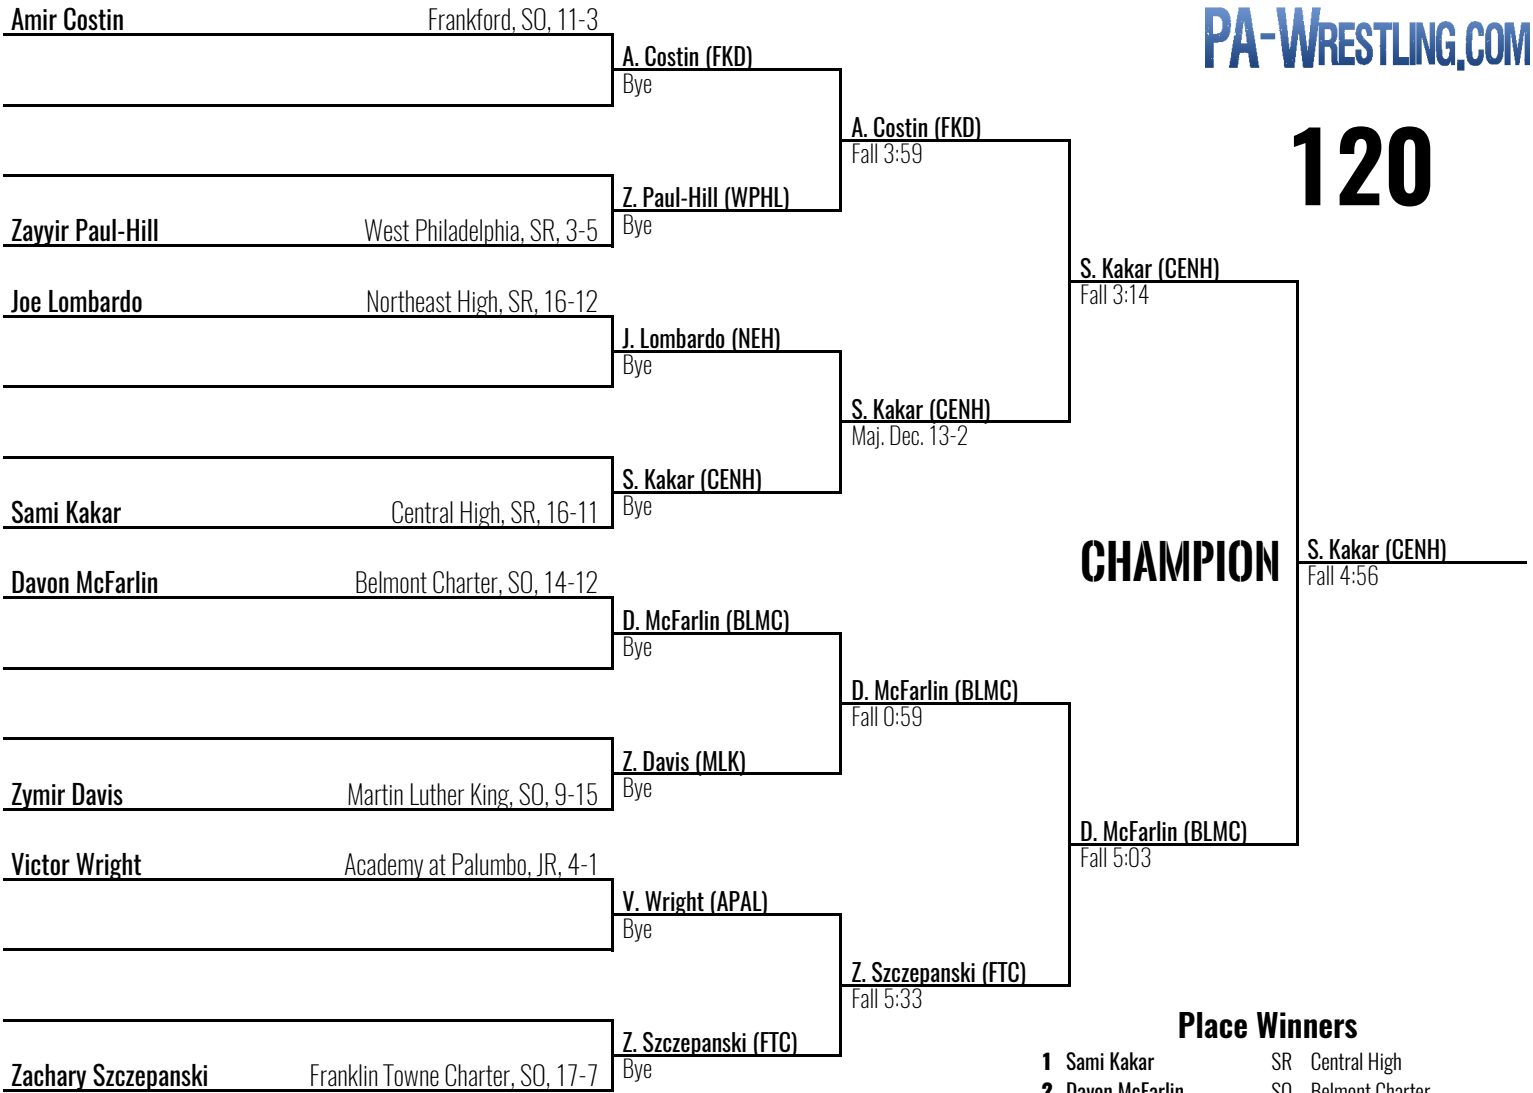 Amir Costin Frankford, SO, 11-3
A. Costin (FKD)
Bye
Zayyir Paul-Hill West Philadelphia, SR, 3-5
Z. Paul-Hill (WPHL)
Bye
A. Costin (FKD)
Fall 3:59
Joe Lombardo Northeast High, SR, 16-12
J. Lombardo (NEH)
Bye
Sami Kakar Central High, SR, 16-11
S. Kakar (CENH)
Bye
S. Kakar (CENH)
Maj. Dec. 13-2
S. Kakar (CENH)
Fall 3:14
Davon McFarlin Belmont Charter, SO, 14-12
D. McFarlin (BLMC)
Bye
Zymir Davis Martin Luther King, SO, 9-15
Z. Davis (MLK)
Bye
D. McFarlin (BLMC)
Fall 0:59
Victor Wright Academy at Palumbo, JR, 4-1
V. Wright (APAL)
Bye
Zachary Szczepanski Franklin Towne Charter, SO, 17-7
Z. Szczepanski (FTC)
Bye
Z. Szczepanski (FTC)
Fall 5:33
D. McFarlin (BLMC)
Fall 5:03
PA-WRESTLING.COM
120
CHAMPION
S. Kakar (CENH)
Fall 4:56
Place Winners
1 Sami Kakar SR Central High
2 Davon McFarlin SO Belmont Charter